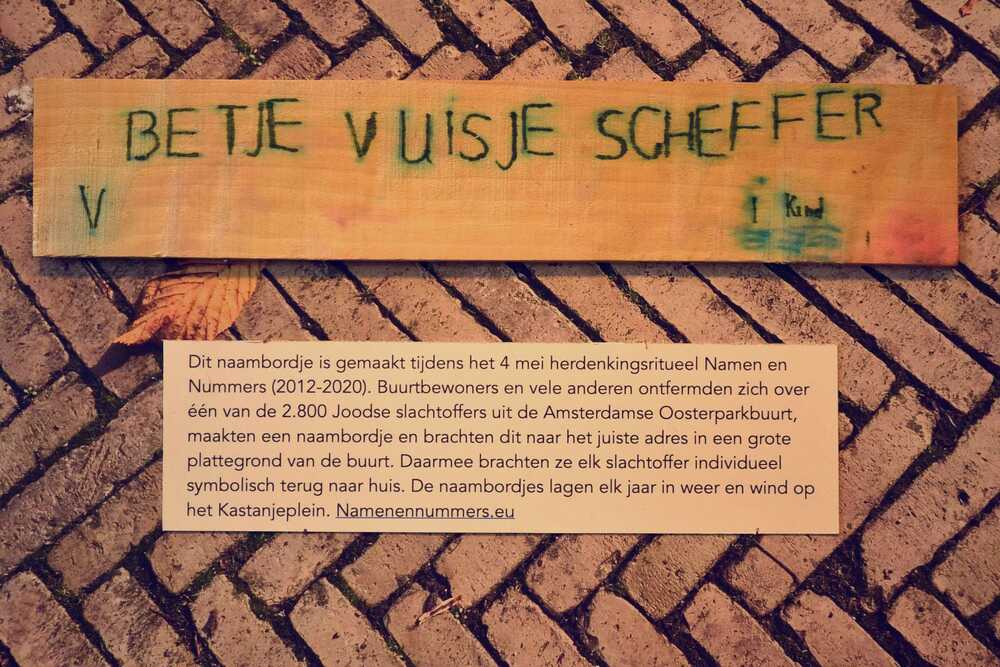 BETJE VUISJE SCHEFFER
V 1 Kind
Dit naambordje is gemaakt tijdens het 4 mei herdenkingsritueel Namen en
Nummers (2012-2020). Buurtbewoners en vele anderen ontfermden zich over
één van de 2.800 Joodse slachtoffers uit de Amsterdamse Oosterparkbuurt,
maakten een naambordje en brachten dit naar het juiste adres in een grote
plattegrond van de buurt. Daarmee brachten ze elk slachtoffer individueel
symbolisch terug naar huis. De naambordjes lagen elk jaar in weer en wind op
het Kastanjeplein. Namenennummers.eu